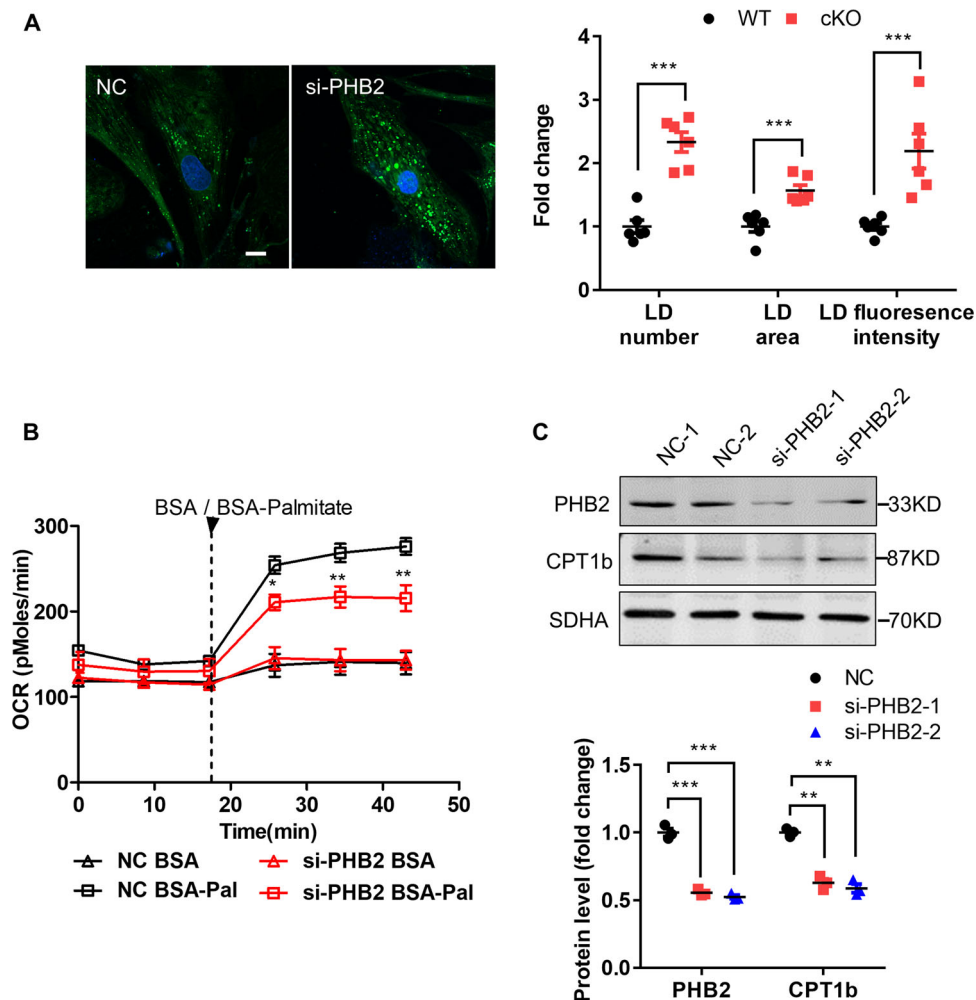 A
NC
si-PHB2
WT
cKO
Fold change
4
3
2
1
0
***
***
***
LD number
LD area
LD fluoresence intensity
B
BSA / BSA-Palmitate
OCR (pMoles/min)
300
200
100
0
*
**
**
0
10
20
30
40
50
Time(min)
NC BSA
si-PHB2 BSA
NC BSA-Pal
si-PHB2 BSA-Pal
C
NC-1
NC-2
si-PHB2-1
si-PHB2-2
PHB2
33KD
CPT1b
87KD
SDHA
70KD
NC
si-PHB2-1
si-PHB2-2
Protein level (fold change)
1.5
1.0
0.5
0.0
***
***
**
**
PHB2
CPT1b